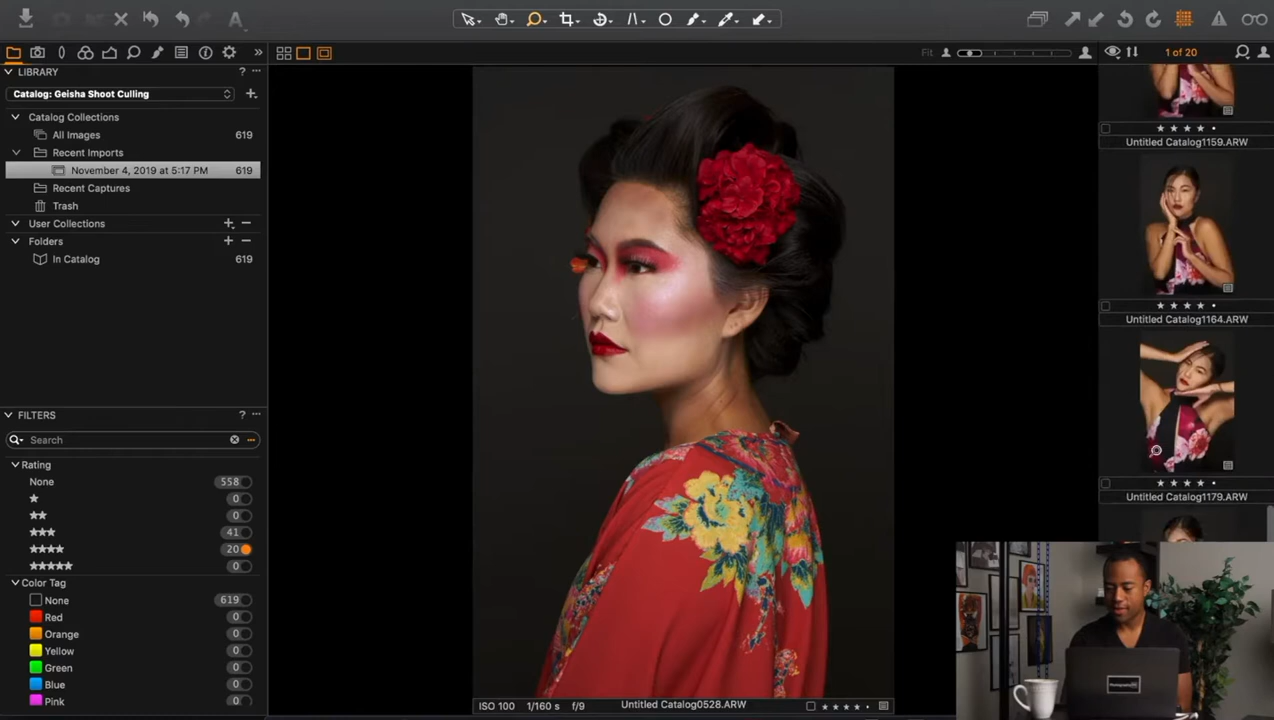 Fit
1 of 20
LIBRARY
?
Catalog: Geisha Shoot Culling
Catalog Collections
All Images 619
Recent Imports 619
November 4, 2019 at 5:17 PM 619
Recent Captures
Trash
User Collections
Folders
In Catalog 619
FILTERS
?
Search
Rating
None 558
0
0
41
20
0
Color Tag
None 619
Red 0
Orange 0
Yellow 0
Green 0
Blue 0
Pink 0
ISO 100 1/160 s f/9 Untitled Catalog0528.ARW
Untitled Catalog1159.ARW
Untitled Catalog1164.ARW
Untitled Catalog1179.ARW